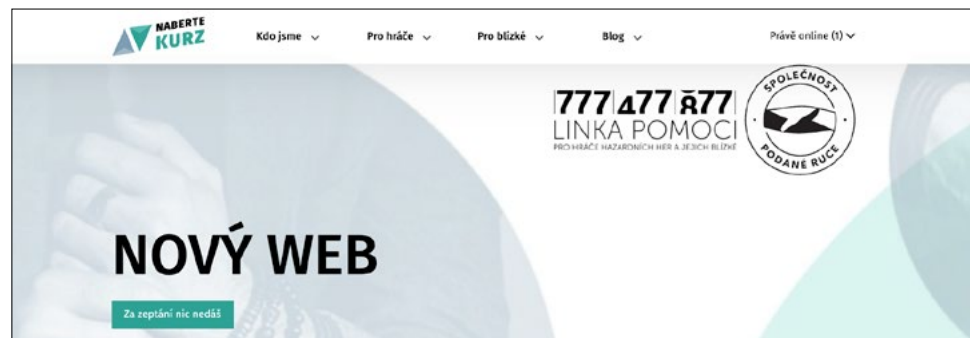 NABERTE
KURZ
Kdo jsme
Pro hráče
Pro blízké
Blog
Právě online (1)
777 477 877
LINKA POMOCI
PRO HRÁČE HAZARDNÍCH HER A JEJICH BLÍZKÉ
SPOLEČNOST
PODANÉ RUCE
NOVÝ WEB
Za zeptání nic nedáš